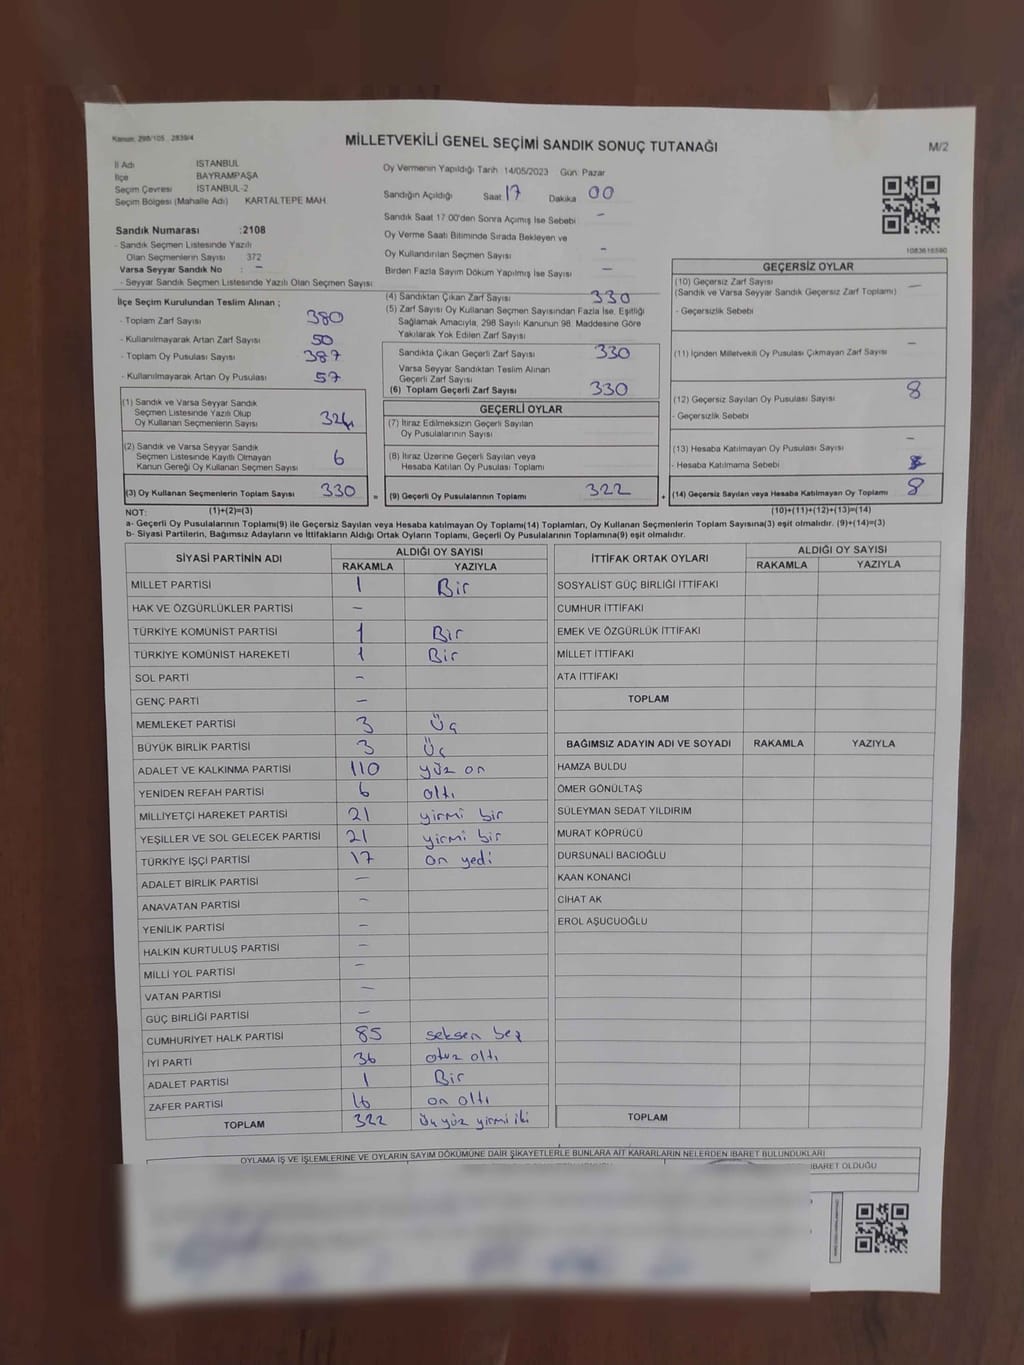 Kanun: 298/105 , 2839/4
MİLLETVEKİLİ GENEL SEÇİMİ SANDIK SONUÇ TUTANAĞI
M/2
İl Adı İSTANBUL
İlçe BAYRAMPAŞA
Seçim Çevresi İSTANBUL-2
Seçim Bölgesi (Mahalle Adı) KARTALTEPE MAH.
Oy Vermenin Yapıldığı Tarih 14/05/2023 Gün. Pazar
Sandığın Açıldığı Saat 17 Dakika 00
Sandık Saat 17 00'den Sonra Açımış İse Sebebi -
Oy Verme Saati Bitiminde Sırada Bekleyen ve
Oy Kullandırılan Seçmen Sayısı -
Birden Fazla Sayım Döküm Yapılmış İse Sayısı -
Sandık Numarası :2108
- Sandık Seçmen Listesinde Yazılı
Olan Seçmenlerin Sayısı 372
Varsa Seyyar Sandık No : -
- Seyyar Sandık Seçmen Listesinde Yazılı Olan Seçmen Sayısı
İlçe Seçim Kurulundan Teslim Alınan ;
- Toplam Zarf Sayısı 380
- Kullanılmayarak Artan Zarf Sayısı 50
- Toplam Oy Pusulası Sayısı 387
- Kullanılmayarak Artan Oy Pusulası 57
(1) Sandık ve Varsa Seyyar Sandık
Seçmen Listesinde Yazılı Olup
Oy Kullanan Seçmenlerin Sayısı 324
(2) Sandık ve Varsa Seyyar Sandık
Seçmen Listesinde Kayıtlı Olmayan
Kanun Gereği Oy Kullanan Seçmen Sayısı 6
(3) Oy Kullanan Seçmenlerin Toplam Sayısı 330 =
(4) Sandıktan Çıkan Zarf Sayısı 330
(5) Zarf Sayısı Oy Kullanan Seçmen Sayısından Fazla İse, Eşitliği
Sağlamak Amacıyla, 298 Sayılı Kanunun 98. Maddesine Göre
Yakılarak Yok Edilen Zarf Sayısı
Sandıkta Çıkan Geçerli Zarf Sayısı 330
Varsa Seyyar Sandıktan Teslim Alınan
Geçerli Zarf Sayısı
(6) Toplam Geçerli Zarf Sayısı 330
GEÇERLİ OYLAR
(7) İtiraz Edilmeksizin Geçerli Sayılan
Oy Pusulalarının Sayısı
(8) İtiraz Üzerine Geçerli Sayılan veya
Hesaba Katılan Oy Pusulası Toplamı
(9) Geçerli Oy Pusulalarının Toplamı 322 +
1083616590
GEÇERSİZ OYLAR
(10) Geçersiz Zarf Sayısı
(Sandık ve Varsa Seyyar Sandık Geçersiz Zarf Toplamı) -
- Geçersizlik Sebebi
(11) İçinden Milletvekili Oy Pusulası Çıkmayan Zarf Sayısı -
(12) Geçersiz Sayılan Oy Pusulası Sayısı 8
- Geçersizlik Sebebi
(13) Hesaba Katılmayan Oy Pusulası Sayısı -
- Hesaba Katılmama Sebebi
(14) Geçersiz Sayılan veya Hesaba Katılmayan Oy Toplamı 8
NOT: (1)+(2)=(3) (10)+(11)+(12)+(13)=(14)
a- Geçerli Oy Pusulalarının Toplamı(9) ile Geçersiz Sayılan veya Hesaba katılmayan Oy Toplamı(14) Toplamları, Oy Kullanan Seçmenlerin Toplam Sayısına(3) eşit olmalıdır. (9)+(14)=(3)
b- Siyasi Partilerin, Bağımsız Adayların ve İttifakların Aldığı Ortak Oyların Toplamı, Geçerli Oy Pusulalarının Toplamına(9) eşit olmalıdır.
SİYASİ PARTİNİN ADI ALDIĞI OY SAYISI
RAKAMLA YAZIYLA
MİLLET PARTİSİ 1 Bir
HAK VE ÖZGÜRLÜKLER PARTİSİ -
TÜRKİYE KOMÜNİST PARTİSİ 1 Bir
TÜRKİYE KOMÜNİST HAREKETİ 1 Bir
SOL PARTİ -
GENÇ PARTİ -
MEMLEKET PARTİSİ 3 Üç
BÜYÜK BİRLİK PARTİSİ 3 Üç
ADALET VE KALKINMA PARTİSİ 110 yüz on
YENİDEN REFAH PARTİSİ 6 altı
MİLLİYETÇİ HAREKET PARTİSİ 21 yirmi bir
YEŞİLLER VE SOL GELECEK PARTİSİ 21 yirmi bir
TÜRKİYE İŞÇİ PARTİSİ 17 on yedi
ADALET BİRLİK PARTİSİ -
ANAVATAN PARTİSİ -
YENİLİK PARTİSİ -
HALKIN KURTULUŞ PARTİSİ -
MİLLİ YOL PARTİSİ -
VATAN PARTİSİ -
GÜÇ BİRLİĞİ PARTİSİ -
CUMHURİYET HALK PARTİSİ 85 seksen beş
İYİ PARTİ 36 otuz altı
ADALET PARTİSİ 1 Bir
ZAFER PARTİSİ 16 on altı
TOPLAM 322 üç yüz yirmi iki
İTTİFAK ORTAK OYLARI ALDIĞI OY SAYISI
RAKAMLA YAZIYLA
SOSYALİST GÜÇ BİRLİĞİ İTTİFAKI
CUMHUR İTTİFAKI
EMEK VE ÖZGÜRLÜK İTTİFAKI
MİLLET İTTİFAKI
ATA İTTİFAKI
TOPLAM
BAĞIMSIZ ADAYIN ADI VE SOYADI RAKAMLA YAZIYLA
HAMZA BULDU
ÖMER GÖNÜLTAŞ
SÜLEYMAN SEDAT YILDIRIM
MURAT KÖPRÜCÜ
DURSUNALİ BACIOĞLU
KAAN KONANCİ
CİHAT AK
EROL AŞUCUOĞLU
TOPLAM
OYLAMA İŞ VE İŞLEMLERİNE VE OYLARIN SAYIM DÖKÜMÜNE DAİR ŞİKAYETLERLE BUNLARA AİT KARARLARIN NELERDEN İBARET BULUNDUKLARI
İBARET OLDUĞU